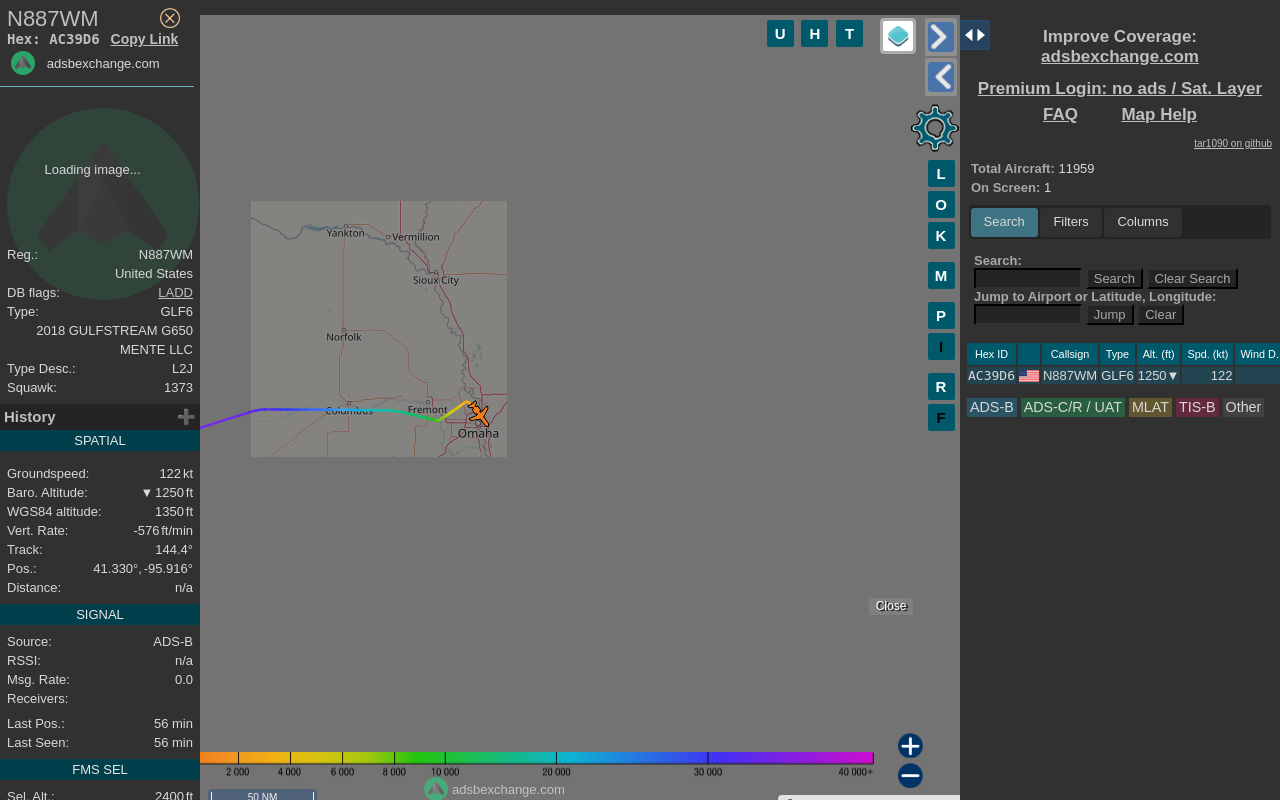 N887WM
Hex: AC39D6 Copy Link
adsbexchange.com
Loading image...
Reg.: N887WM
United States
DB flags: LADD
Type: GLF6
2018 GULFSTREAM G650
MENTE LLC
Type Desc.: L2J
Squawk: 1373
History
SPATIAL
Groundspeed: 122 kt
Baro. Altitude: ▼ 1250 ft
WGS84 altitude: 1350 ft
Vert. Rate: -576 ft/min
Track: 144.4°
Pos.: 41.330°, -95.916°
Distance: n/a
SIGNAL
Source: ADS-B
RSSI: n/a
Msg. Rate: 0.0
Receivers:
Last Pos.: 56 min
Last Seen: 56 min
FMS SEL
Sel. Alt.: 2400 ft
U H T
L
O
K
M
P
I
R
F
Yankton
Vermillion
Sioux City
Norfolk
Columbus
Fremont
Omaha
Close
2 000 4 000 6 000 8 000 10 000 20 000 30 000 40 000+
adsbexchange.com
50 NM
Improve Coverage:
adsbexchange.com
Premium Login: no ads / Sat. Layer
FAQ Map Help
tar1090 on github
Total Aircraft: 11959
On Screen: 1
Search Filters Columns
Search:
Search Clear Search
Jump to Airport or Latitude, Longitude:
Jump Clear
Hex ID Callsign Type Alt. (ft) Spd. (kt) Wind D.
AC39D6 N887WM GLF6 1250▼ 122
ADS-B ADS-C/R / UAT MLAT TIS-B Other